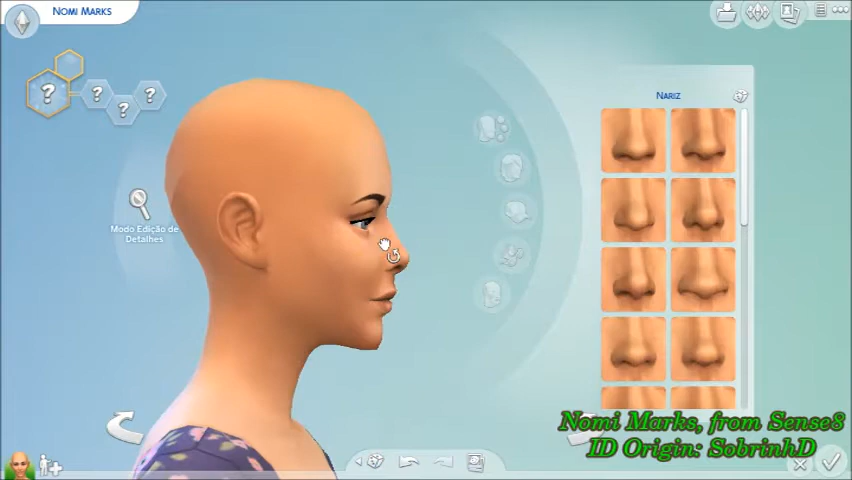 NOMI MARKS
?
? ? ?
NARIZ
Modo Edição de
Detalhes
Nomi Marks, from Sense8
ID Origin: SobrinhD